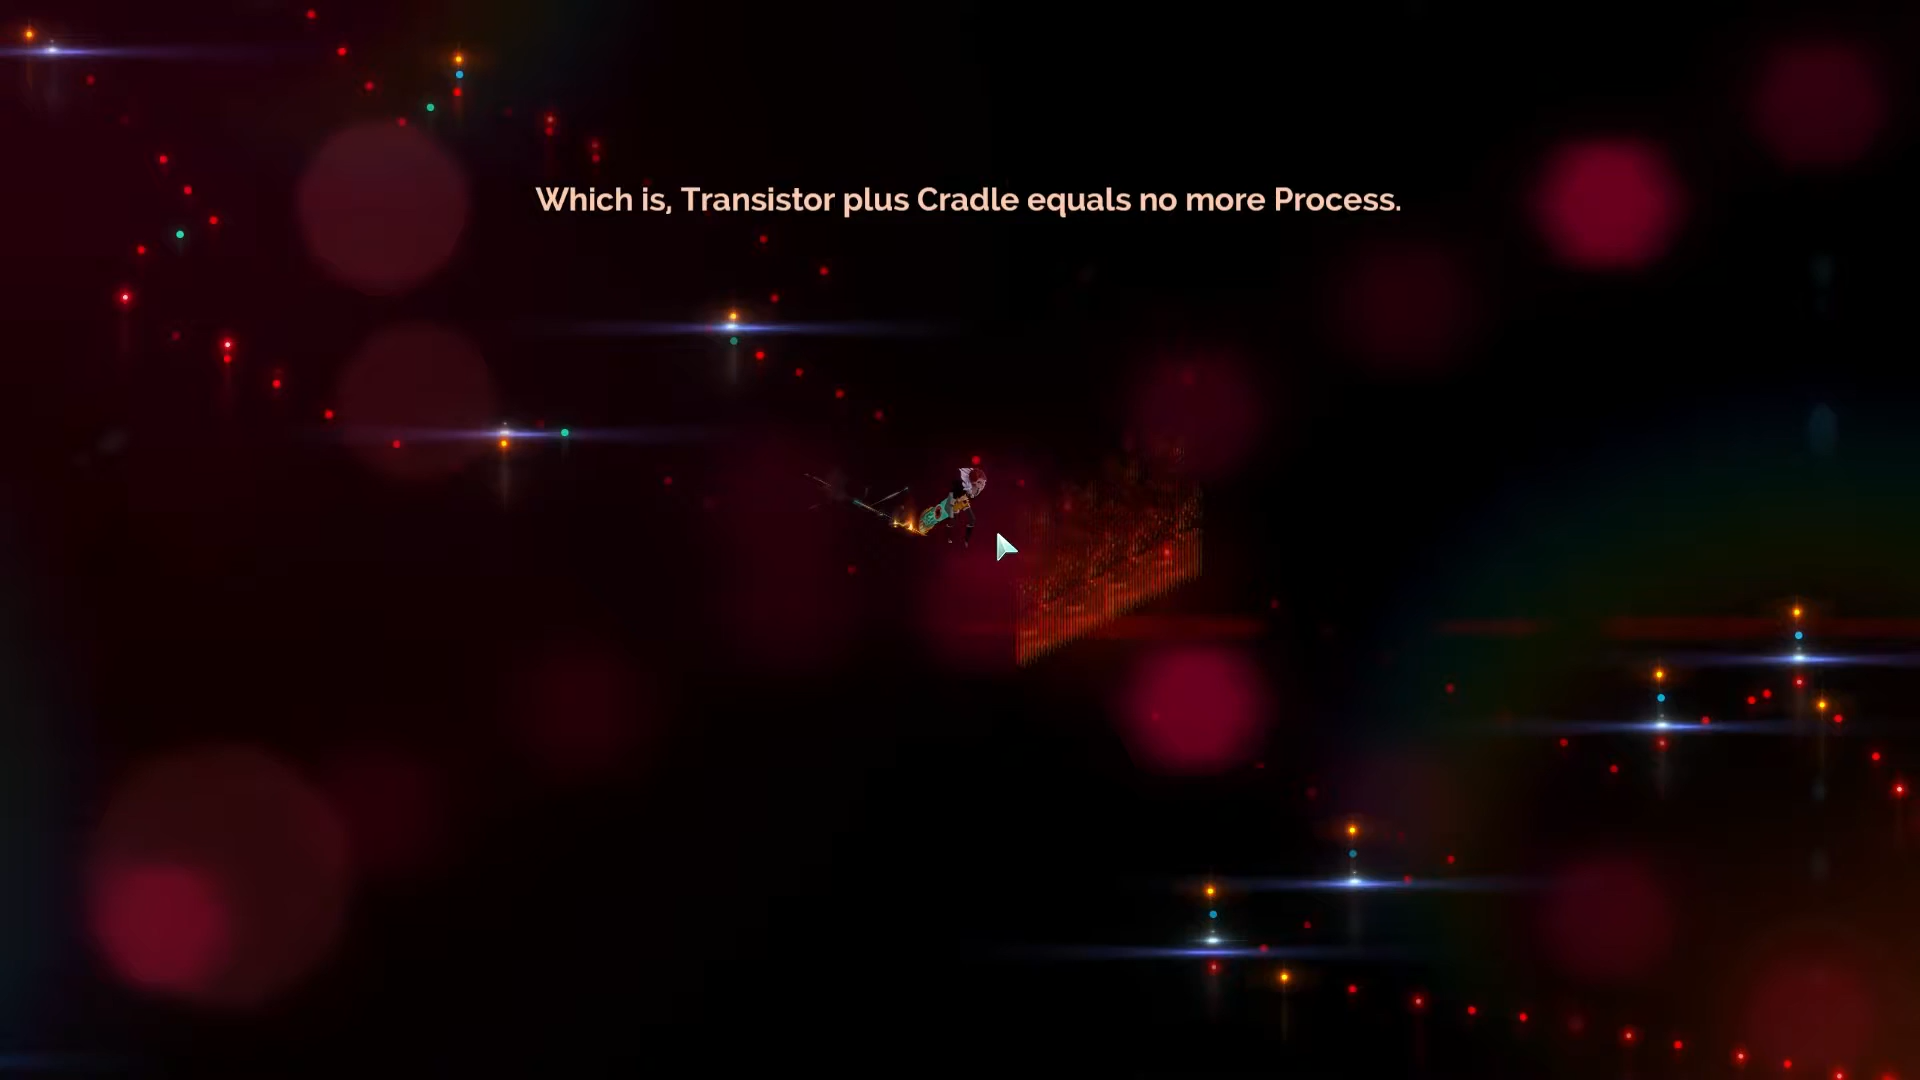 Which is, Transistor plus Cradle equals no more Process.